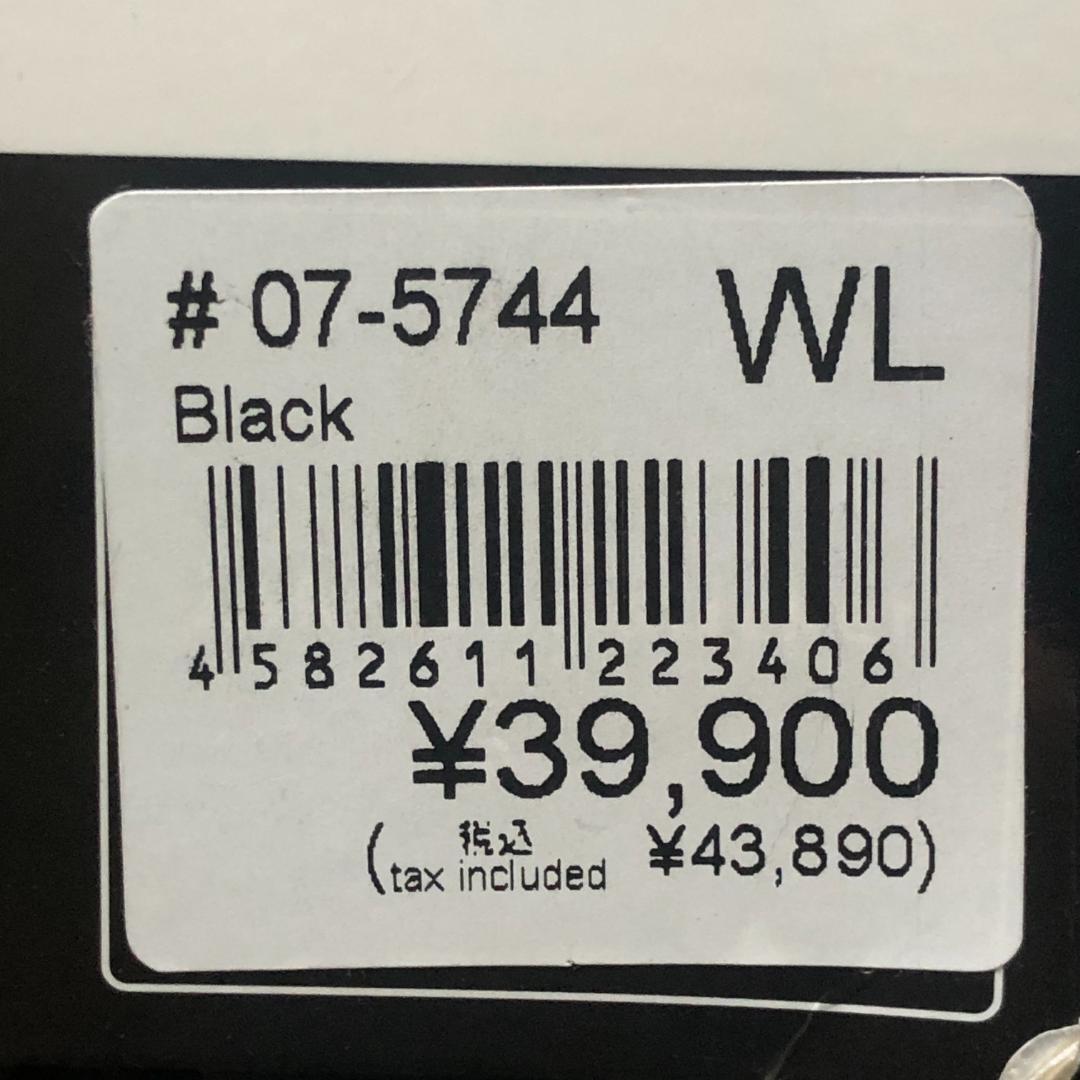 # 07-5744 WL
Black
4 582611 223406
¥39,900
(税込 tax included ¥43,890)